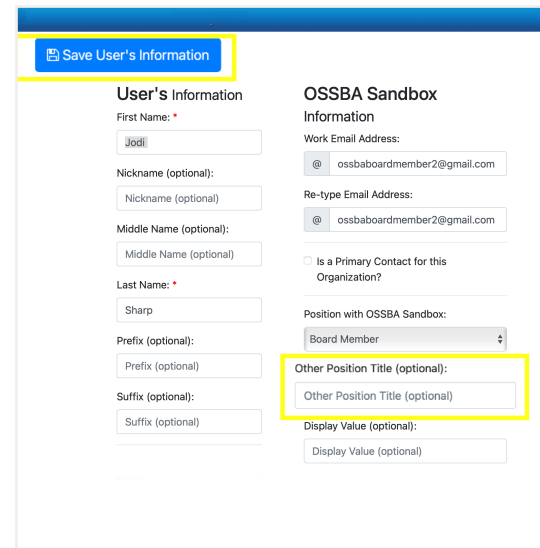 Save User's Information
User's Information
First Name: *
Jodi
Nickname (optional):
Nickname (optional)
Middle Name (optional):
Middle Name (optional)
Last Name: *
Sharp
Prefix (optional):
Prefix (optional)
Suffix (optional):
Suffix (optional)
OSSBA Sandbox
Information
Work Email Address:
@ ossbaboardmember2@gmail.com
Re-type Email Address:
@ ossbaboardmember2@gmail.com
Is a Primary Contact for this
Organization?
Position with OSSBA Sandbox:
Board Member
Other Position Title (optional):
Other Position Title (optional)
Display Value (optional):
Display Value (optional)